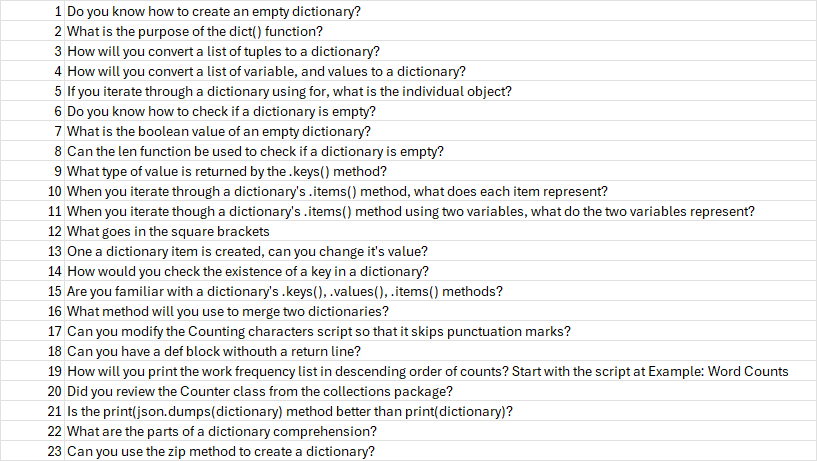 1 Do you know how to create an empty dictionary?
2 What is the purpose of the dict() function?
3 How will you convert a list of tuples to a dictionary?
4 How will you convert a list of variable, and values to a dictionary?
5 If you iterate through a dictionary using for, what is the individual object?
6 Do you know how to check if a dictionary is empty?
7 What is the boolean value of an empty dictionary?
8 Can the len function be used to check if a dictionary is empty?
9 What type of value is returned by the .keys() method?
10 When you iterate through a dictionary's .items() method, what does each item represent?
11 When you iterate though a dictionary's .items() method using two variables, what do the two variables represent?
12 What goes in the square brackets
13 One a dictionary item is created, can you change it's value?
14 How would you check the existence of a key in a dictionary?
15 Are you familiar with a dictionary's .keys(), .values(), .items() methods?
16 What method will you use to merge two dictionaries?
17 Can you modify the Counting characters script so that it skips punctuation marks?
18 Can you have a def block withouth a return line?
19 How will you print the work frequency list in descending order of counts? Start with the script at Example: Word Counts
20 Did you review the Counter class from the collections package?
21 Is the print(json.dumps(dictionary) method better than print(dictionary)?
22 What are the parts of a dictionary comprehension?
23 Can you use the zip method to create a dictionary?